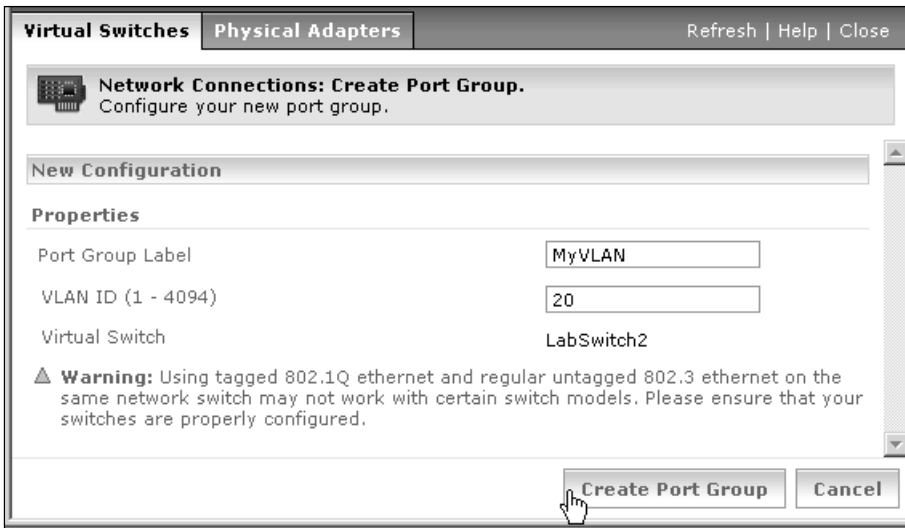 Virtual Switches Physical Adapters Refresh | Help | Close
Network Connections: Create Port Group.
Configure your new port group.
New Configuration
Properties
Port Group Label MyVLAN
VLAN ID (1 - 4094) 20
Virtual Switch LabSwitch2
Warning: Using tagged 802.1Q ethernet and regular untagged 802.3 ethernet on the
same network switch may not work with certain switch models. Please ensure that your
switches are properly configured.
Create Port Group Cancel